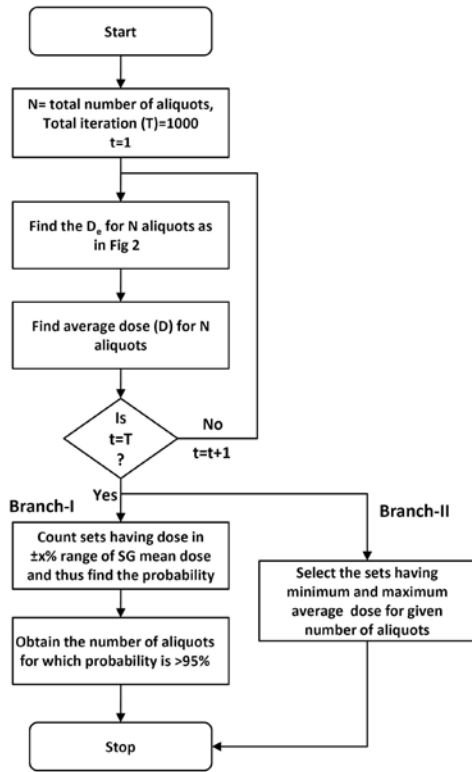 Start
N= total number of aliquots,
Total iteration (T)=1000
t=1
Find the De for N aliquots as
in Fig 2
Find average dose (D) for N
aliquots
Is
t=T
?
No
t=t+1
Yes
Branch-I
Count sets having dose in
±x% range of SG mean dose
and thus find the probability
Obtain the number of aliquots
for which probability is >95%
Branch-II
Select the sets having
minimum and maximum
average dose for given
number of aliquots
Stop